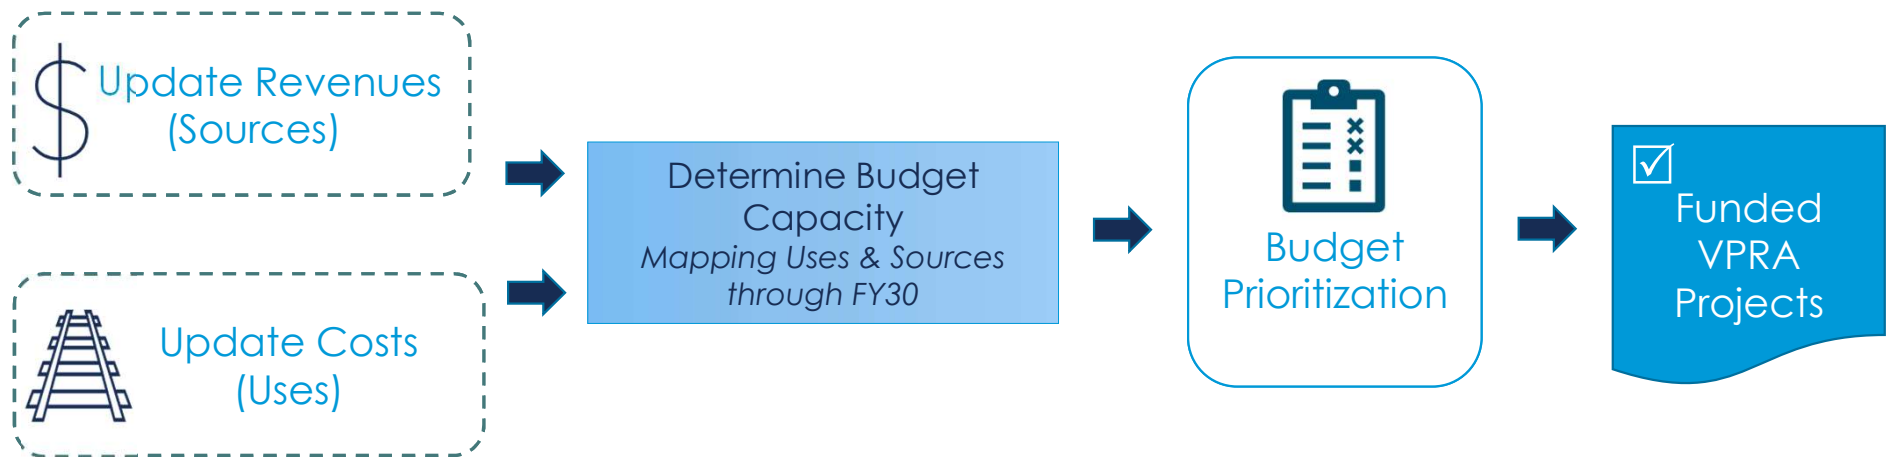 Update Revenues
(Sources)
Update Costs
(Uses)
Determine Budget
Capacity
Mapping Uses & Sources
through FY30
Budget
Prioritization
Funded
VPRA
Projects